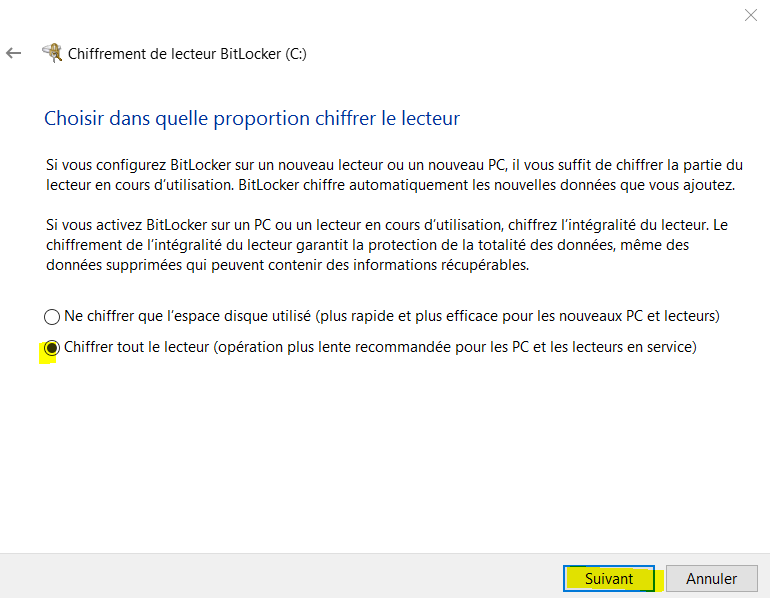 Chiffrement de lecteur BitLocker (C:)
Choisir dans quelle proportion chiffrer le lecteur
Si vous configurez BitLocker sur un nouveau lecteur ou un nouveau PC, il vous suffit de chiffrer la partie du
lecteur en cours d’utilisation. BitLocker chiffre automatiquement les nouvelles données que vous ajoutez.
Si vous activez BitLocker sur un PC ou un lecteur en cours d’utilisation, chiffrez l’intégralité du lecteur. Le
chiffrement de l’intégralité du lecteur garantit la protection de la totalité des données, même des
données supprimées qui peuvent contenir des informations récupérables.
Ne chiffrer que l’espace disque utilisé (plus rapide et plus efficace pour les nouveaux PC et lecteurs)
Chiffrer tout le lecteur (opération plus lente recommandée pour les PC et les lecteurs en service)
Suivant Annuler